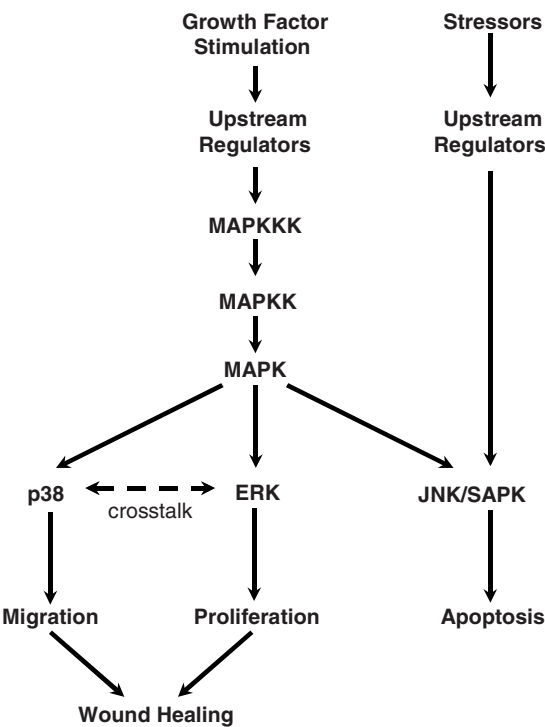 Growth Factor
Stimulation
Stressors
Upstream
Regulators
Upstream
Regulators
MAPKKK
MAPKK
MAPK
p38
crosstalk
ERK
JNK/SAPK
Migration
Proliferation
Apoptosis
Wound Healing